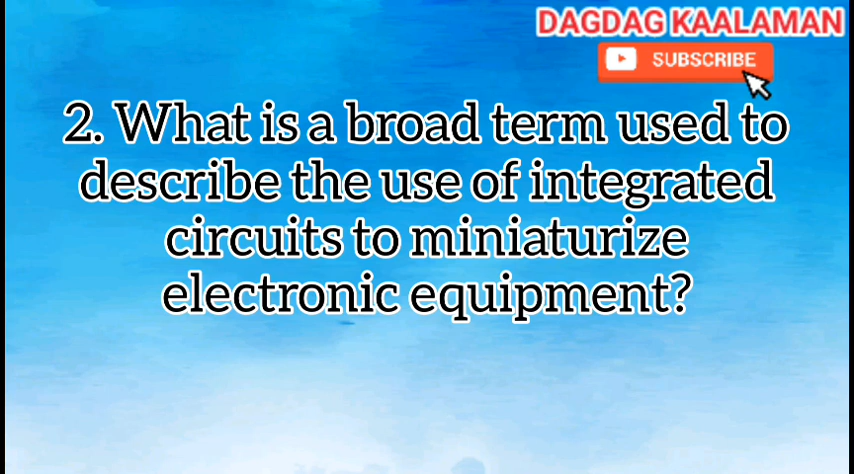 DAGDAG KAALAMAN
SUBSCRIBE
2. What is a broad term used to
describe the use of integrated
circuits to miniaturize
electronic equipment?